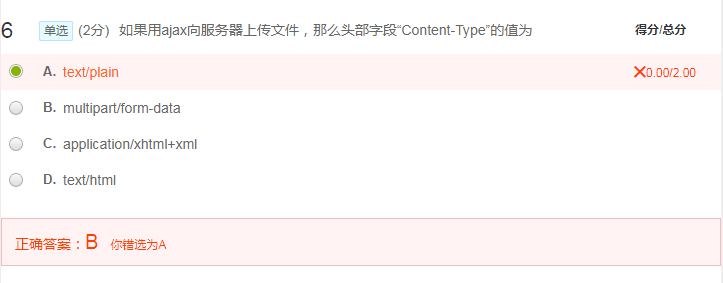 6 单选 (2分) 如果用ajax向服务器上传文件，那么头部字段“Content-Type”的值为 得分/总分
A. text/plain ×0.00/2.00
B. multipart/form-data
C. application/xhtml+xml
D. text/html
正确答案：B 你错选为A